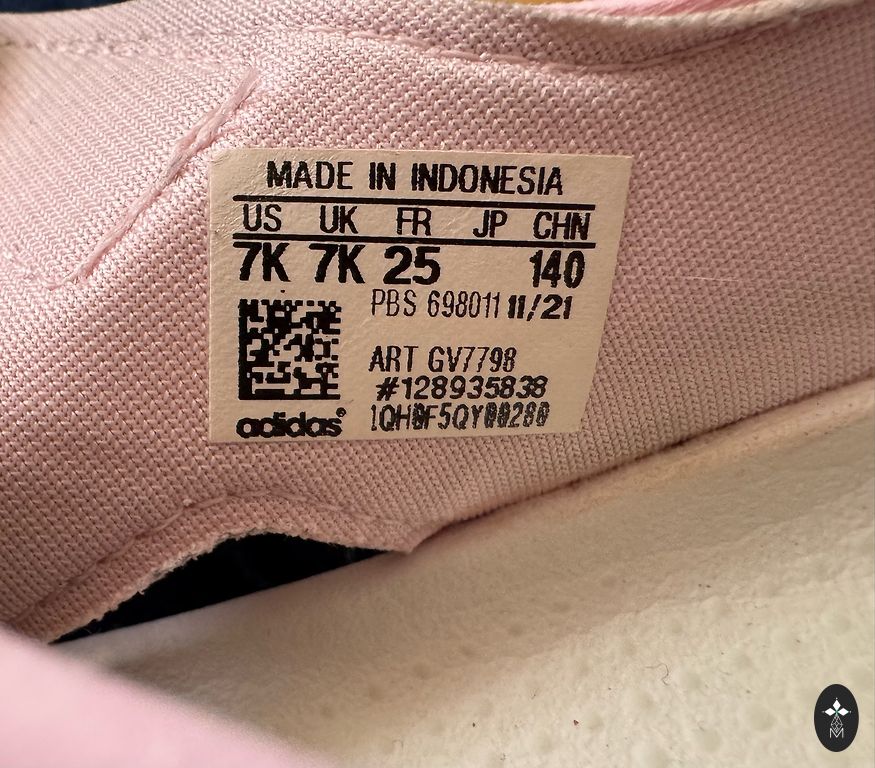 MADE IN INDONESIA
US UK FR JP CHN
7K 7K 25 140
PBS 698011 11/21
ART GV7798
#128935838
1QH0F5QY00280
adidas®